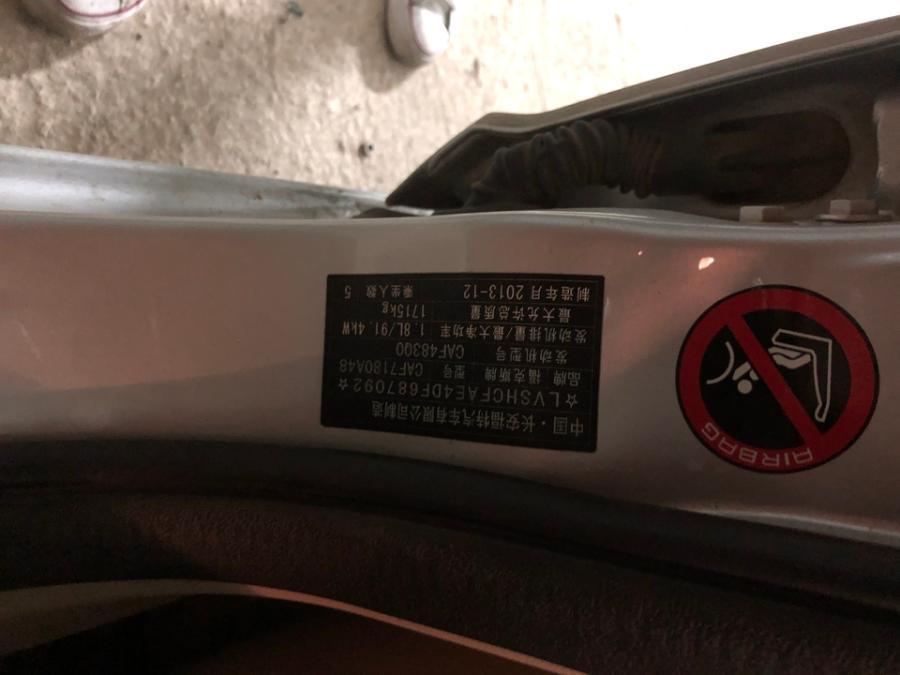 中国·长安福特汽车有限公司制造
☆LVSHCFAE4DF687092☆
品牌 福克斯牌 型号 CAF7180A48
发动机型号 CAF483Q0
发动机排量/最大净功率 1.8L/91.4kW
最大允许总质量 1715kg
制造年月 2013-12 乘坐人数 5
AIRBAG